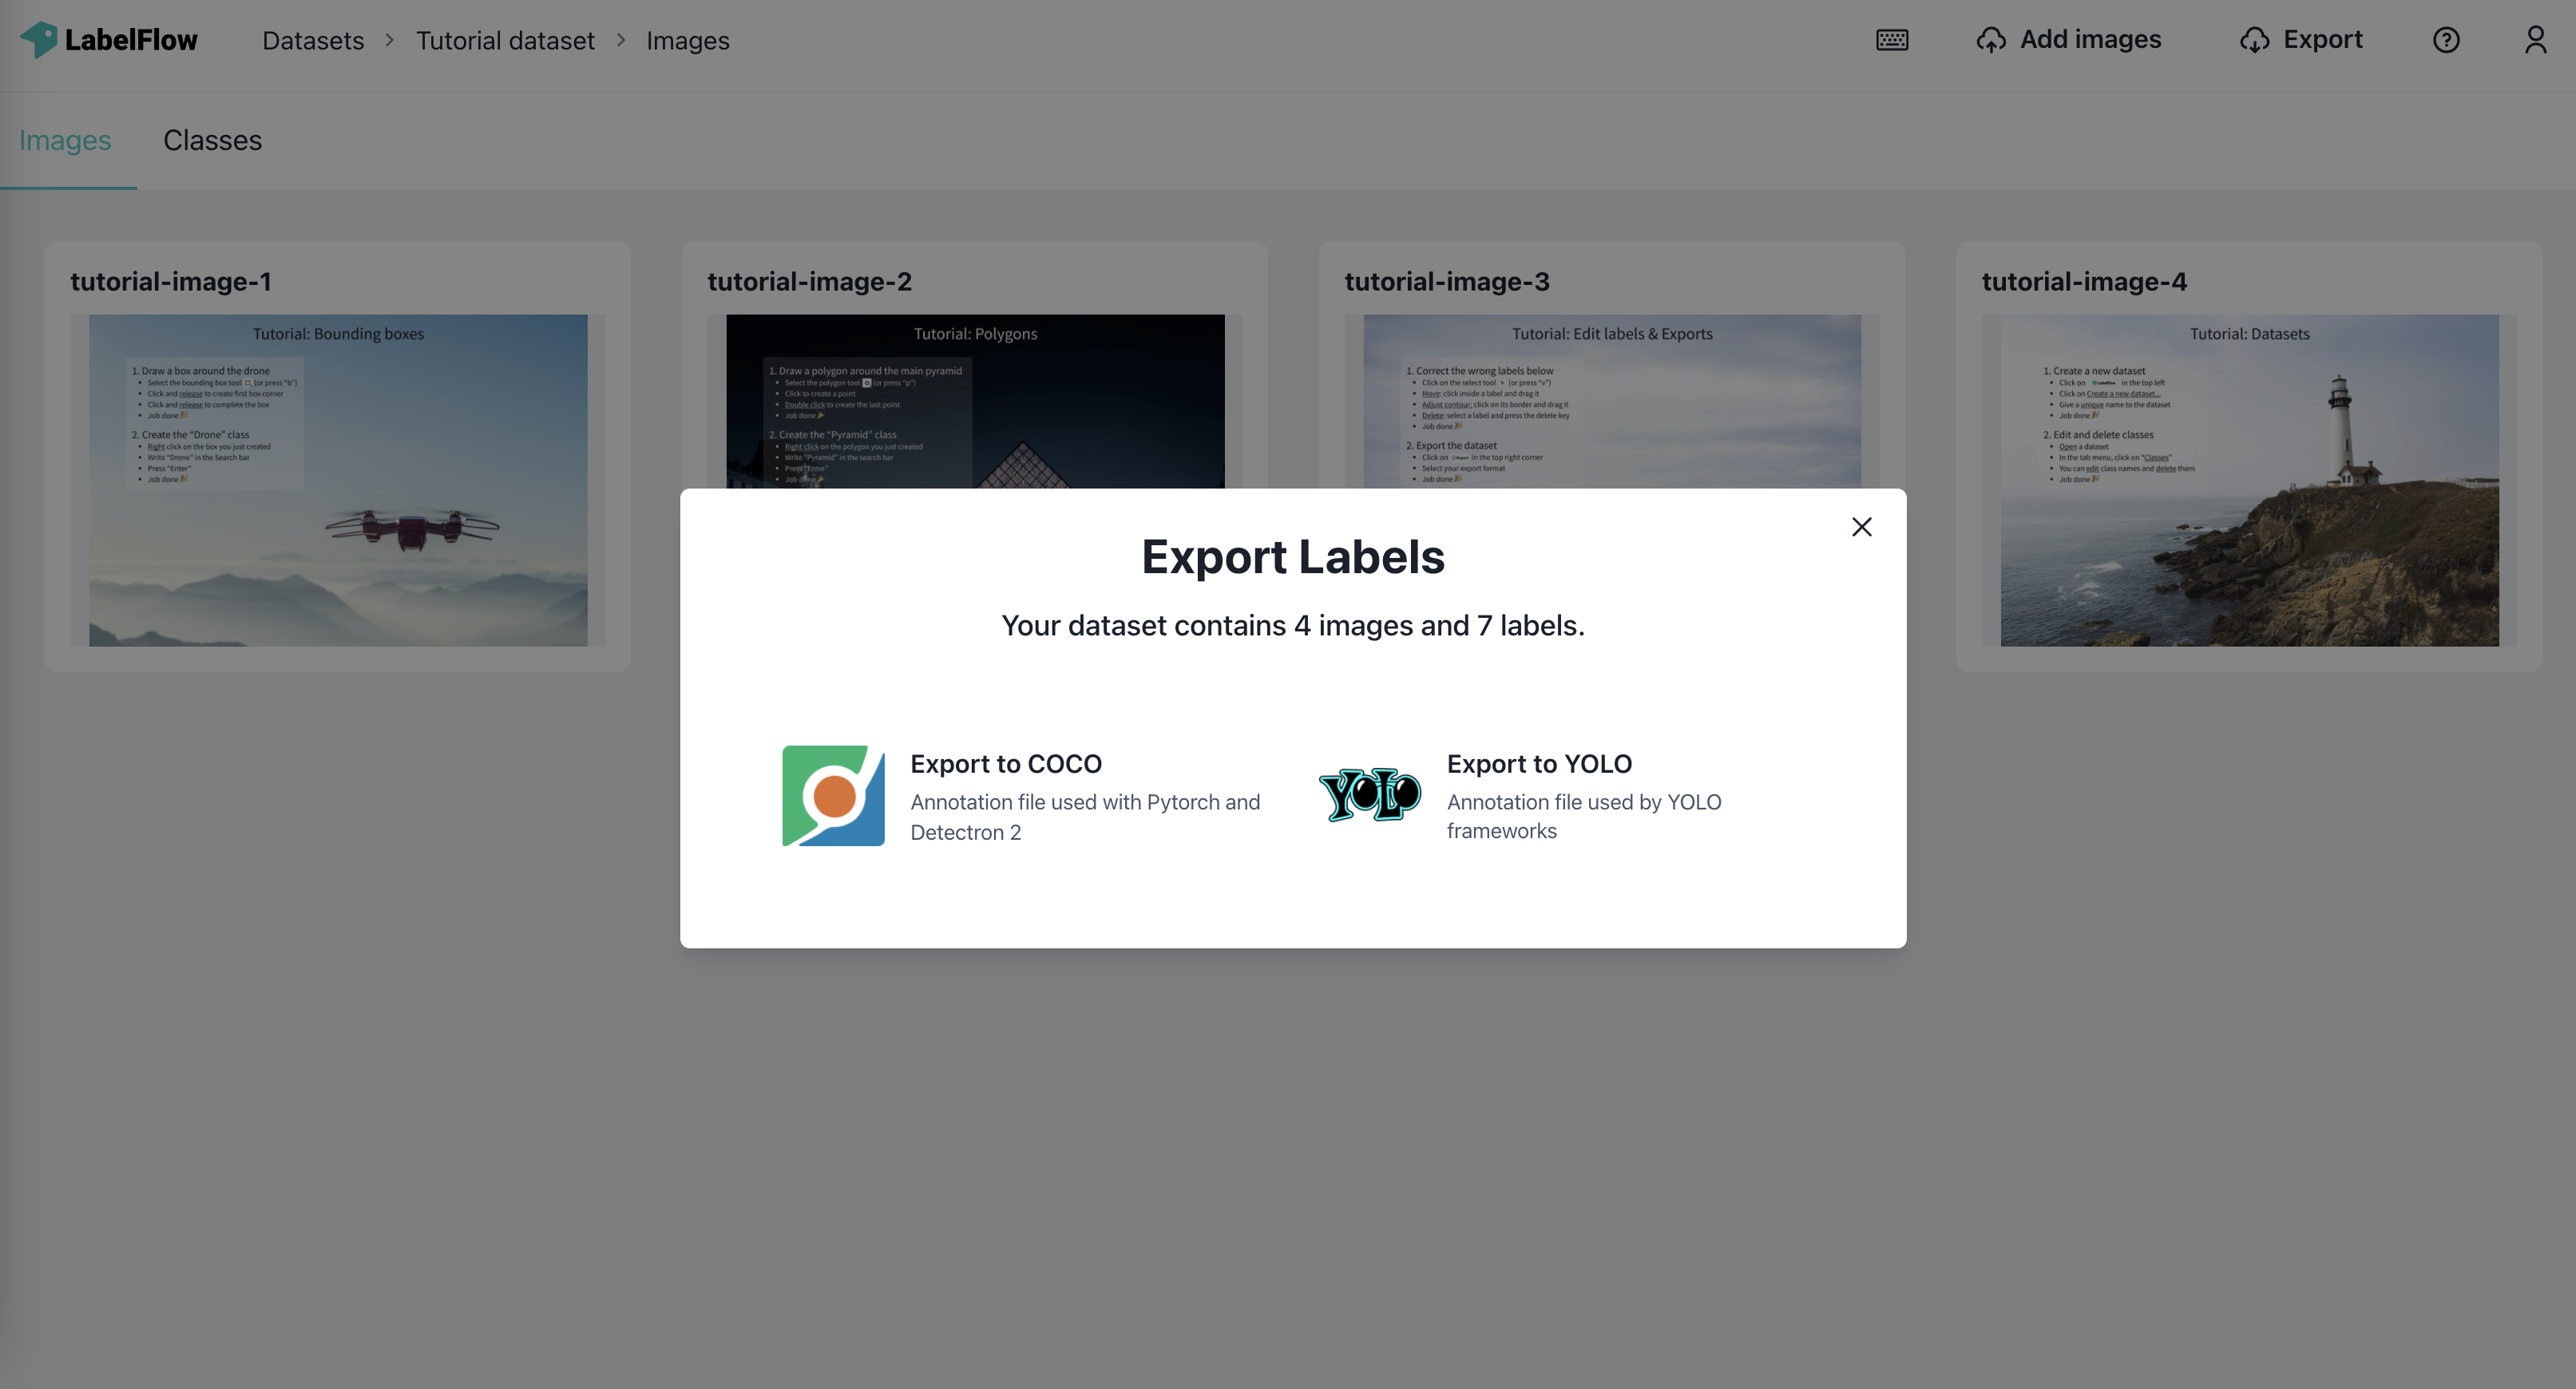 LabelFlow
Datasets > Tutorial dataset > Images
Add images
Export
Images
Classes
tutorial-image-1
Tutorial: Bounding boxes
1. Draw a box around the drone
• Select the bounding box tool (or press "b")
• Click and release to create first box corner
• Click and release to complete the box
• Job done
2. Create the "Drone" class
• Right click on the box you just created
• Write "Drone" in the Search bar
• Press "Enter"
• Job done
tutorial-image-2
Tutorial: Polygons
1. Draw a polygon around the main pyramid
• Select the polygon tool (or press "p")
• Click to create a point
• Double click to create the last point
• Job done
2. Create the "Pyramid" class
• Right click on the polygon you just created
• Write "Pyramid" in the search bar
• Press "Enter"
• Job done
tutorial-image-3
Tutorial: Edit labels & Exports
1. Correct the wrong labels below
• Click on the select tool (or press "v")
• Move: click inside a label and drag it
• Adjust contour: click on its border and drag it
• Delete: select a label and press the delete key
• Job done
2. Export the dataset
• Click on Export in the top right corner
• Select your export format
• Job done
tutorial-image-4
Tutorial: Datasets
1. Create a new dataset
• Click on LabelFlow in the top left
• Click on Create a new dataset...
• Give a unique name to the dataset
• Job done
2. Edit and delete classes
• Open a dataset
• In the tab menu, click on "Classes"
• You can edit class names and delete them
• Job done
Export Labels
Your dataset contains 4 images and 7 labels.
Export to COCO
Annotation file used with Pytorch and
Detectron 2
YOLO
Export to YOLO
Annotation file used by YOLO
frameworks